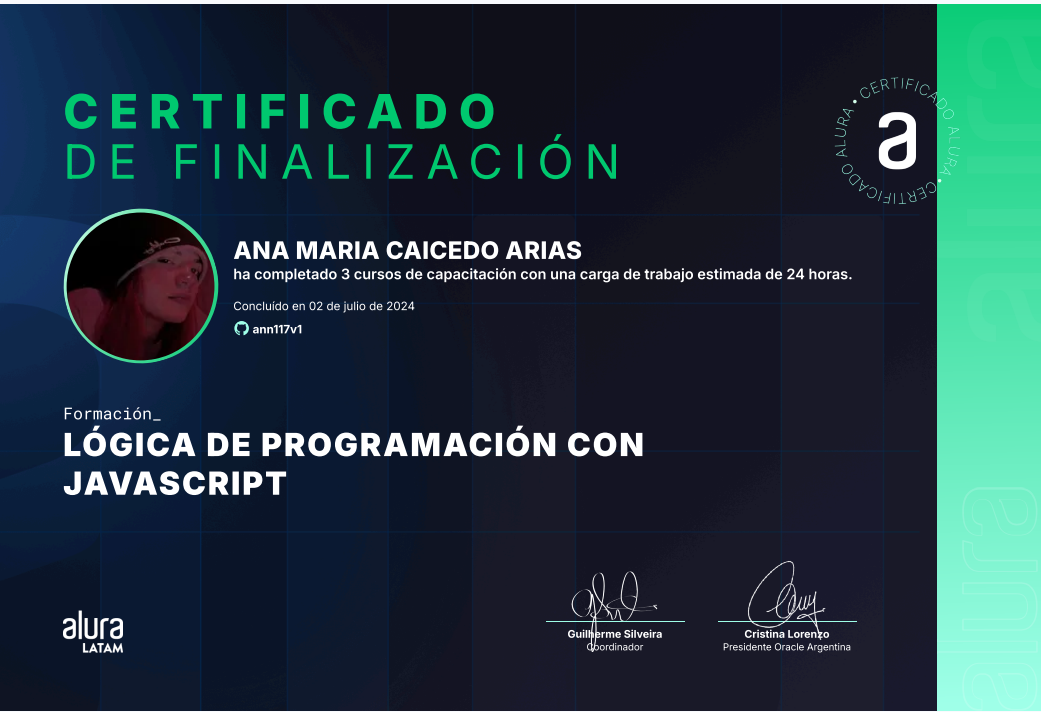 CERTIFICADO
DE FINALIZACIÓN
CERTIFICADO ALURA • CERTIFICADO ALURA •
a
ANA MARIA CAICEDO ARIAS
ha completado 3 cursos de capacitación con una carga de trabajo estimada de 24 horas.
Concluído en 02 de julio de 2024
ann117v1
Formación_
LÓGICA DE PROGRAMACIÓN CON
JAVASCRIPT
alura
LATAM
Guilherme Silveira
Coordinador
Cristina Lorenzo
Presidente Oracle Argentina
alura
alura